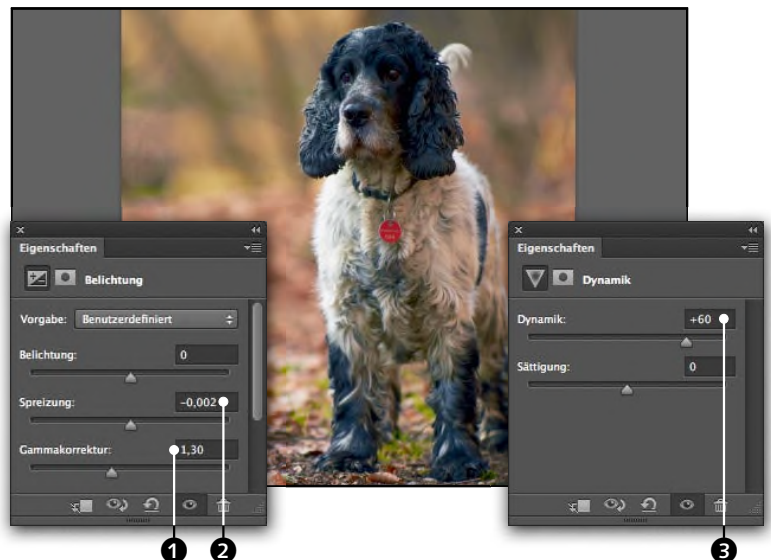 Eigenschaften
Belichtung
Vorgabe: Benutzerdefiniert
Belichtung: 0
Spreizung: -0,002
Gammakorrektur: 1,30
Eigenschaften
Dynamik
Dynamik: +60
Sättigung: 0
1 2 3